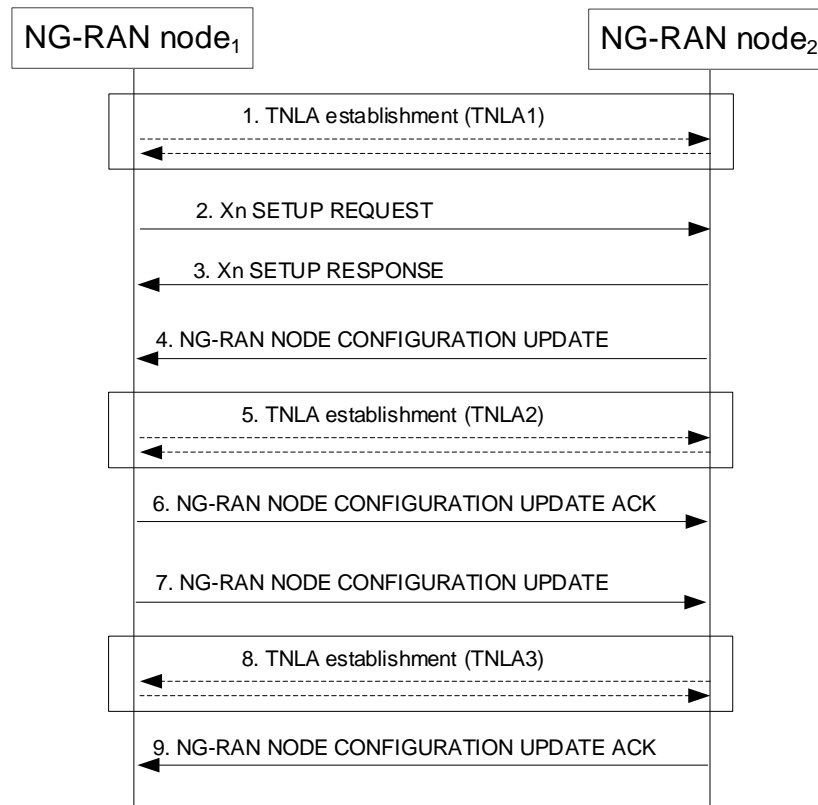 NG-RAN node₁
NG-RAN node₂
1. TNLA establishment (TNLA1)
2. Xn SETUP REQUEST
3. Xn SETUP RESPONSE
4. NG-RAN NODE CONFIGURATION UPDATE
5. TNLA establishment (TNLA2)
6. NG-RAN NODE CONFIGURATION UPDATE ACK
7. NG-RAN NODE CONFIGURATION UPDATE
8. TNLA establishment (TNLA3)
9. NG-RAN NODE CONFIGURATION UPDATE ACK